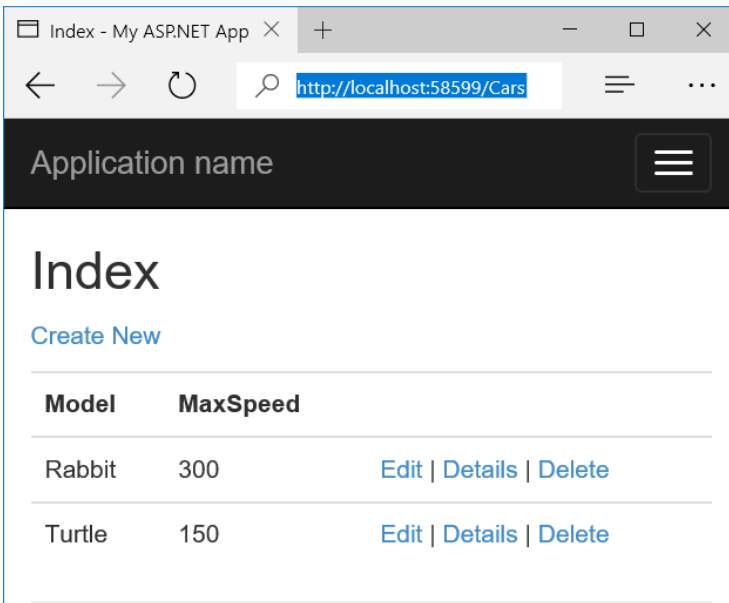 Index - My ASP.NET App
http://localhost:58599/Cars
Application name
Index
Create New
Model MaxSpeed
Rabbit 300 Edit | Details | Delete
Turtle 150 Edit | Details | Delete